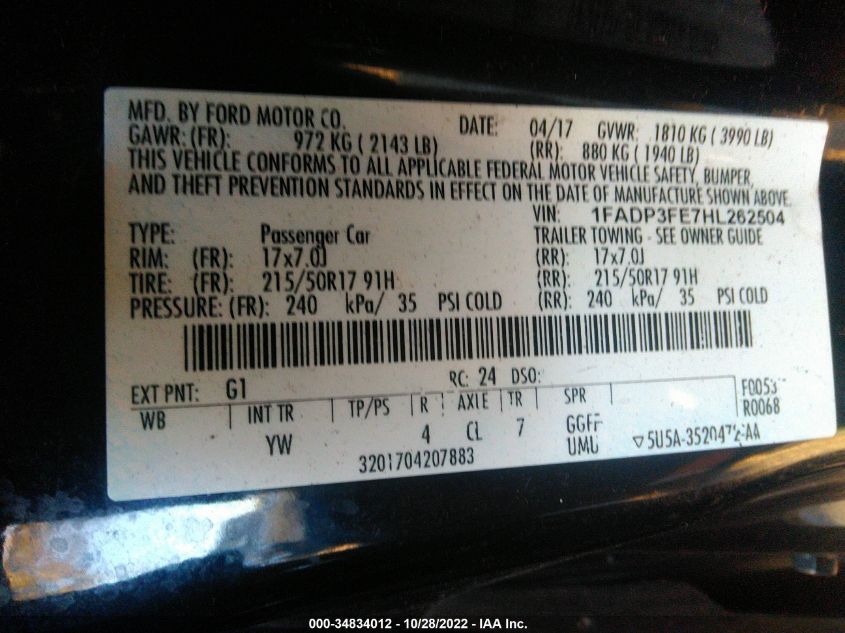 MFD. BY FORD MOTOR CO. DATE: 04/17 GVWR: 1810 KG ( 3990 LB)
GAWR: (FR): 972 KG ( 2143 LB) (RR): 880 KG ( 1940 LB)
THIS VEHICLE CONFORMS TO ALL APPLICABLE FEDERAL MOTOR VEHICLE SAFETY, BUMPER,
AND THEFT PREVENTION STANDARDS IN EFFECT ON THE DATE OF MANUFACTURE SHOWN ABOVE.
VIN: 1FADP3FE7HL262504
TYPE: Passenger Car TRAILER TOWING - SEE OWNER GUIDE
RIM: (FR): 17x7.0J (RR): 17x7.0J
TIRE: (FR): 215/50R17 91H (RR): 215/50R17 91H
PRESSURE: (FR): 240 kPa/ 35 PSI COLD (RR): 240 kPa/ 35 PSI COLD
EXT PNT: G1 RC: 24 DSO: F0053
WB INT TR TP/PS R AXLE TR SPR R0068
YW 4 CL 7 GGFF
UMU 5U5A-3520472-AA
3201704207883
000-34834012 - 10/28/2022 - IAA Inc.